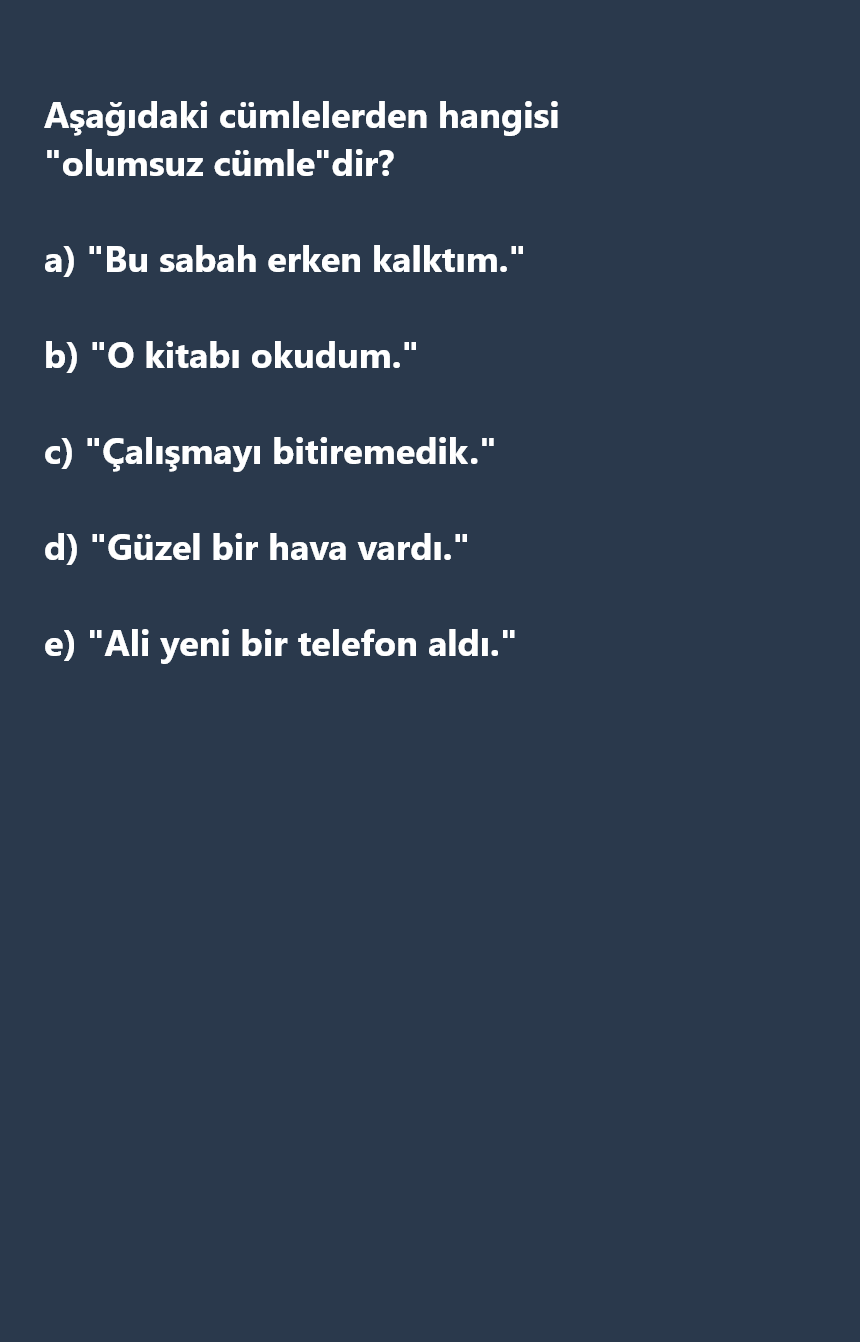 Aşağıdaki cümlelerden hangisi
"olumsuz cümle"dir?
a) "Bu sabah erken kalktım."
b) "O kitabı okudum."
c) "Çalışmayı bitiremedik."
d) "Güzel bir hava vardı."
e) "Ali yeni bir telefon aldı."